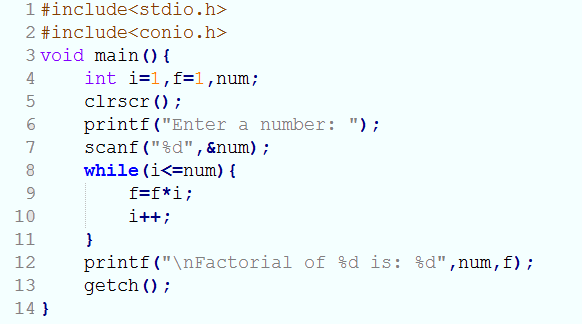 1 #include<stdio.h>
2 #include<conio.h>
3 void main(){
4     int i=1,f=1,num;
5     clrscr();
6     printf("Enter a number: ");
7     scanf("%d",&num);
8     while(i<=num){
9         f=f*i;
10         i++;
11     }
12     printf("\nFactorial of %d is: %d",num,f);
13     getch();
14 }